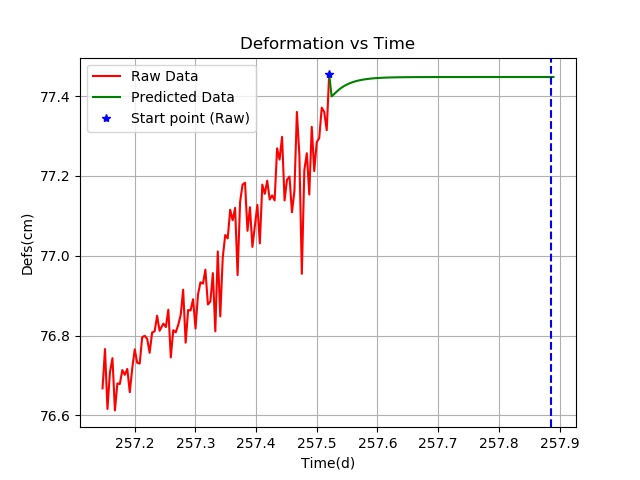 Deformation vs Time
Raw Data
Predicted Data
Start point (Raw)
77.4
77.2
77.0
76.8
76.6
Defs(cm)
257.2 257.3 257.4 257.5 257.6 257.7 257.8 257.9
Time(d)